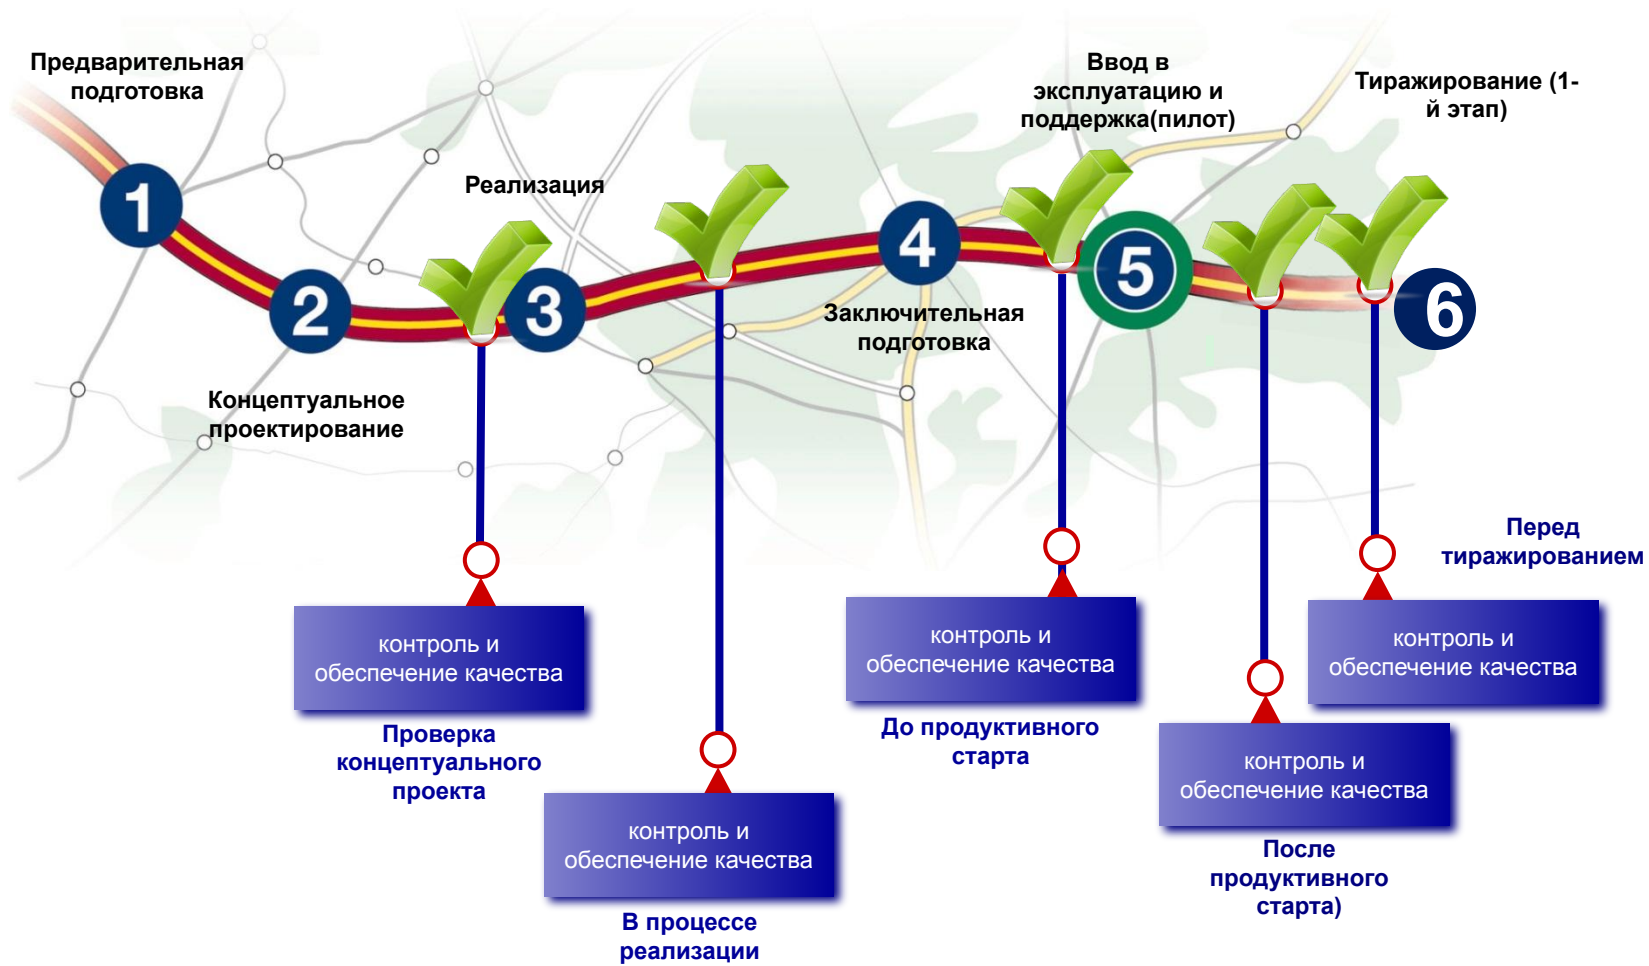 Предварительная
подготовка
1
Концептуальное
проектирование
2
Реализация
3
Заключительная
подготовка
4
Ввод в
эксплуатацию и
поддержка(пилот)
5
Тиражирование (1-
й этап)
6
контроль и
обеспечение качества
Проверка
концептуального
проекта
контроль и
обеспечение качества
В процессе
реализации
контроль и
обеспечение качества
До продуктивного
старта
контроль и
обеспечение качества
После
продуктивного
старта)
Перед
тиражированием
контроль и
обеспечение качества